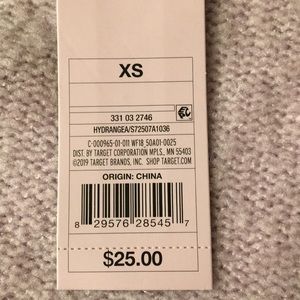 XS
331 03 2746
HYDRANGEA/S72507A1036
C-000965-01-011 WF18_50A01-0025
DIST. BY TARGET CORPORATION MPLS., MN 55403
©2019 TARGET BRANDS, INC. SHOP TARGET.COM
ORIGIN: CHINA
8 29576 28545 7
$25.00